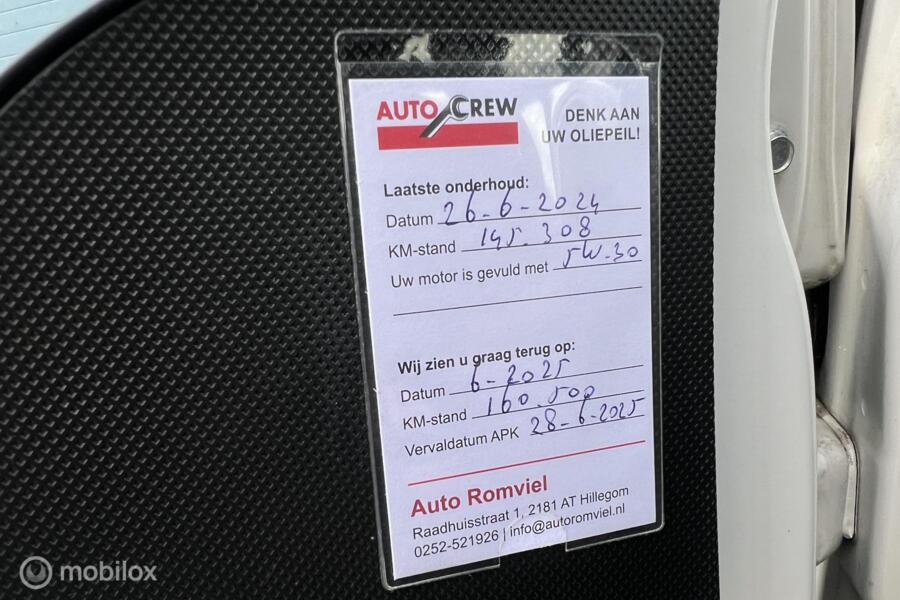 AUTO CREW
DENK AAN
UW OLIEPEIL!
Laatste onderhoud:
Datum 26-6-2024
KM-stand 145.308
Uw motor is gevuld met 5W-30
Wij zien u graag terug op:
Datum 6-2025
KM-stand 160.500
Vervaldatum APK 28-6-2025
Auto Romviel
Raadhuisstraat 1, 2181 AT Hillegom
0252-521926 | info@autoromviel.nl
mobilox